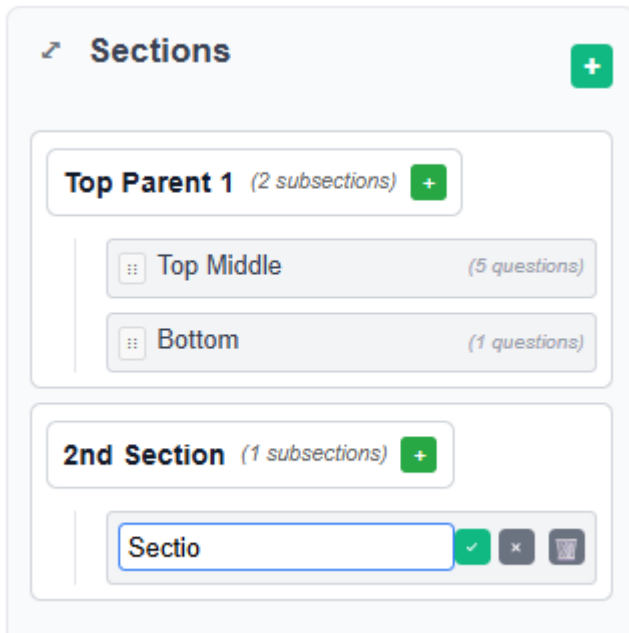 Sections
+
Top Parent 1 (2 subsections) +
Top Middle (5 questions)
Bottom (1 questions)
2nd Section (1 subsections) +
Sectio